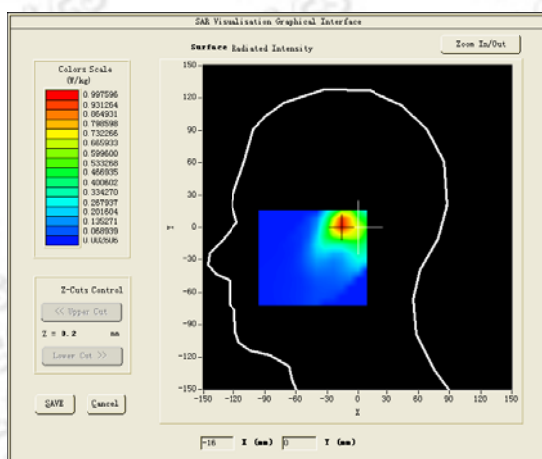 SAR Visualisation Graphical Interface
Surface Radiated Intensity
Zoom In/Out
Colors Scale
(W/kg)
0.997596
0.931264
0.864931
0.798598
0.732266
0.665933
0.599600
0.533268
0.466935
0.400602
0.334270
0.267937
0.201604
0.135271
0.068939
0.002606
150
120
90
60
30
0
-30
-60
-90
-120
-150
Y
-150 -120 -90 -60 -30 0 30 60 90 120 150
X
Z-Cuts Control
<< Upper Cut
Z = 0.2 mm
Lower Cut >>
SAVE
Cancel
-16 X (mm) 0 Y (mm)